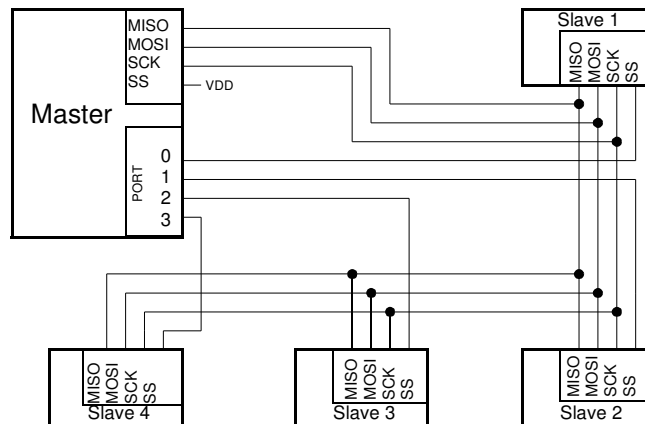 MISO
MOSI
SCK
SS
VDD
Master
PORT
0
1
2
3
Slave 1
MISO
MOSI
SCK
SS
MISO
MOSI
SCK
SS
Slave 4
MISO
MOSI
SCK
SS
Slave 3
MISO
MOSI
SCK
SS
Slave 2